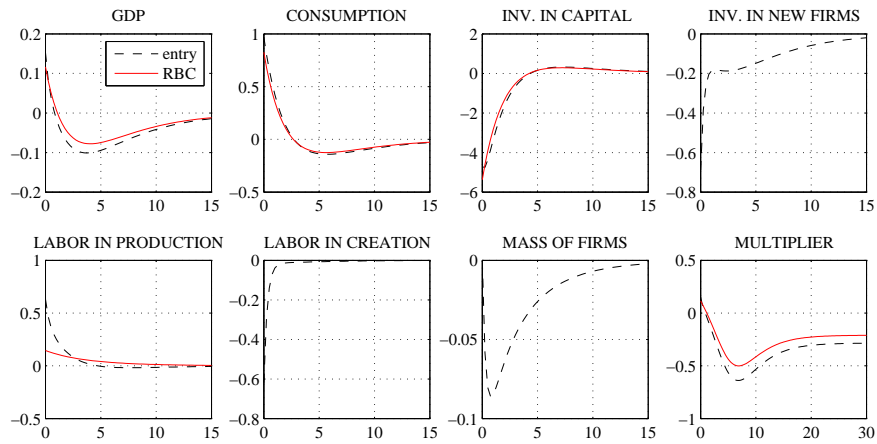 GDP
0.2
0.1
0
−0.1
−0.2
0 5 10 15
entry
RBC
CONSUMPTION
1
0.5
0
−0.5
0 5 10 15
INV. IN CAPITAL
2
0
−2
−4
−6
0 5 10 15
INV. IN NEW FIRMS
0
−0.2
−0.4
−0.6
−0.8
0 5 10 15
LABOR IN PRODUCTION
1
0.5
0
−0.5
0 5 10 15
LABOR IN CREATION
0
−0.2
−0.4
−0.6
−0.8
0 5 10 15
MASS OF FIRMS
0
−0.05
−0.1
0 5 10 15
MULTIPLIER
0.5
0
−0.5
−1
0 10 20 30